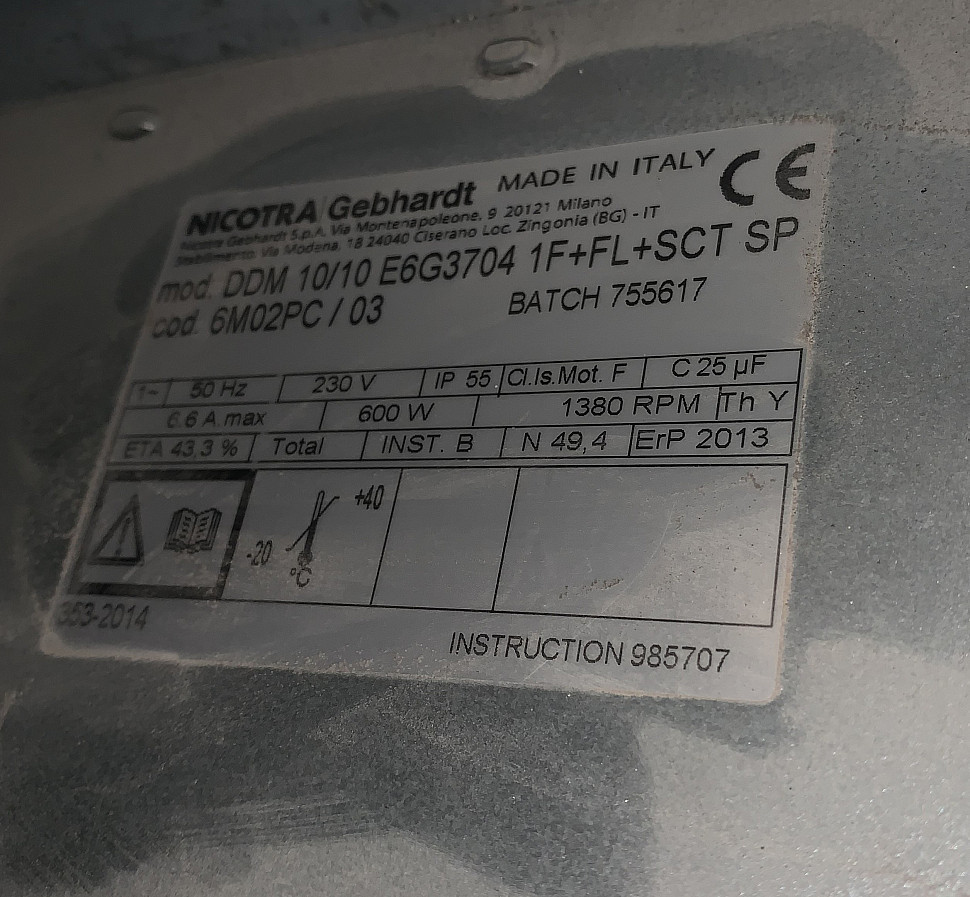 NICOTRA Gebhardt MADE IN ITALY CE
Nicotra Gebhardt S.p.A. Via Montenapoleone, 9 20121 Milano
Stabilimento: Via Modena, 18 24040 Ciserano Loc. Zingonia (BG) - IT
mod. DDM 10/10 E6G3704 1F+FL+SCT SP
cod. 6M02PC / 03 BATCH 755617
1~ 50 Hz 230 V IP 55 Cl.Is.Mot. F C 25 µF
6.6 A max 600 W 1380 RPM Th Y
ETA 43,3 % Total INST. B N 49,4 ErP 2013
-20 +40
°C
353-2014
INSTRUCTION 985707